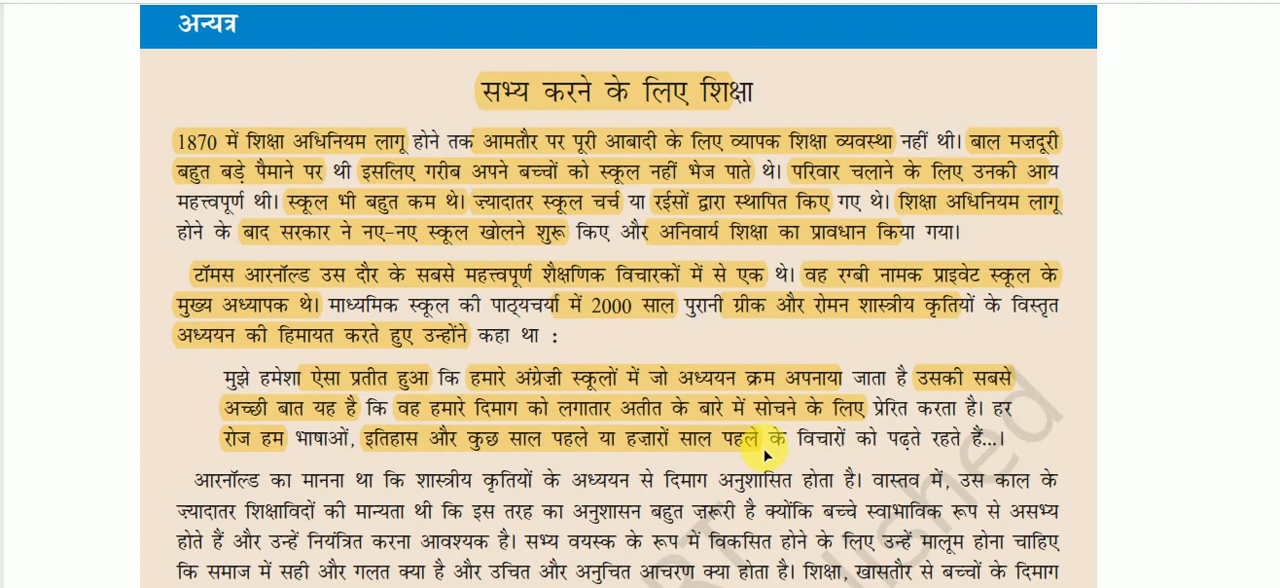 अन्यत्र
सभ्य करने के लिए शिक्षा
1870 में शिक्षा अधिनियम लागू होने तक आमतौर पर पूरी आबादी के लिए व्यापक शिक्षा व्यवस्था नहीं थी। बाल मजदूरी
बहुत बड़े पैमाने पर थी इसलिए गरीब अपने बच्चों को स्कूल नहीं भेज पाते थे। परिवार चलाने के लिए उनकी आय
महत्त्वपूर्ण थी। स्कूल भी बहुत कम थे। ज़्यादातर स्कूल चर्च या रईसों द्वारा स्थापित किए गए थे। शिक्षा अधिनियम लागू
होने के बाद सरकार ने नए-नए स्कूल खोलने शुरू किए और अनिवार्य शिक्षा का प्रावधान किया गया।
टॉमस आरनॉल्ड उस दौर के सबसे महत्त्वपूर्ण शैक्षणिक विचारकों में से एक थे। वह रग्बी नामक प्राइवेट स्कूल के
मुख्य अध्यापक थे। माध्यमिक स्कूल की पाठ्यचर्या में 2000 साल पुरानी ग्रीक और रोमन शास्त्रीय कृतियों के विस्तृत
अध्ययन की हिमायत करते हुए उन्होंने कहा था :
मुझे हमेशा ऐसा प्रतीत हुआ कि हमारे अंग्रेज़ी स्कूलों में जो अध्ययन क्रम अपनाया जाता है उसकी सबसे
अच्छी बात यह है कि वह हमारे दिमाग को लगातार अतीत के बारे में सोचने के लिए प्रेरित करता है। हर
रोज हम भाषाओं, इतिहास और कुछ साल पहले या हज़ारों साल पहले के विचारों को पढ़ते रहते हैं...।
आरनॉल्ड का मानना था कि शास्त्रीय कृतियों के अध्ययन से दिमाग अनुशासित होता है। वास्तव में, उस काल के
ज़्यादातर शिक्षाविदों की मान्यता थी कि इस तरह का अनुशासन बहुत ज़रूरी है क्योंकि बच्चे स्वाभाविक रूप से असभ्य
होते हैं और उन्हें नियंत्रित करना आवश्यक है। सभ्य वयस्क के रूप में विकसित होने के लिए उन्हें मालूम होना चाहिए
कि समाज में सही और गलत क्या है और उचित और अनुचित आचरण क्या होता है। शिक्षा, खासतौर से बच्चों के दिमाग